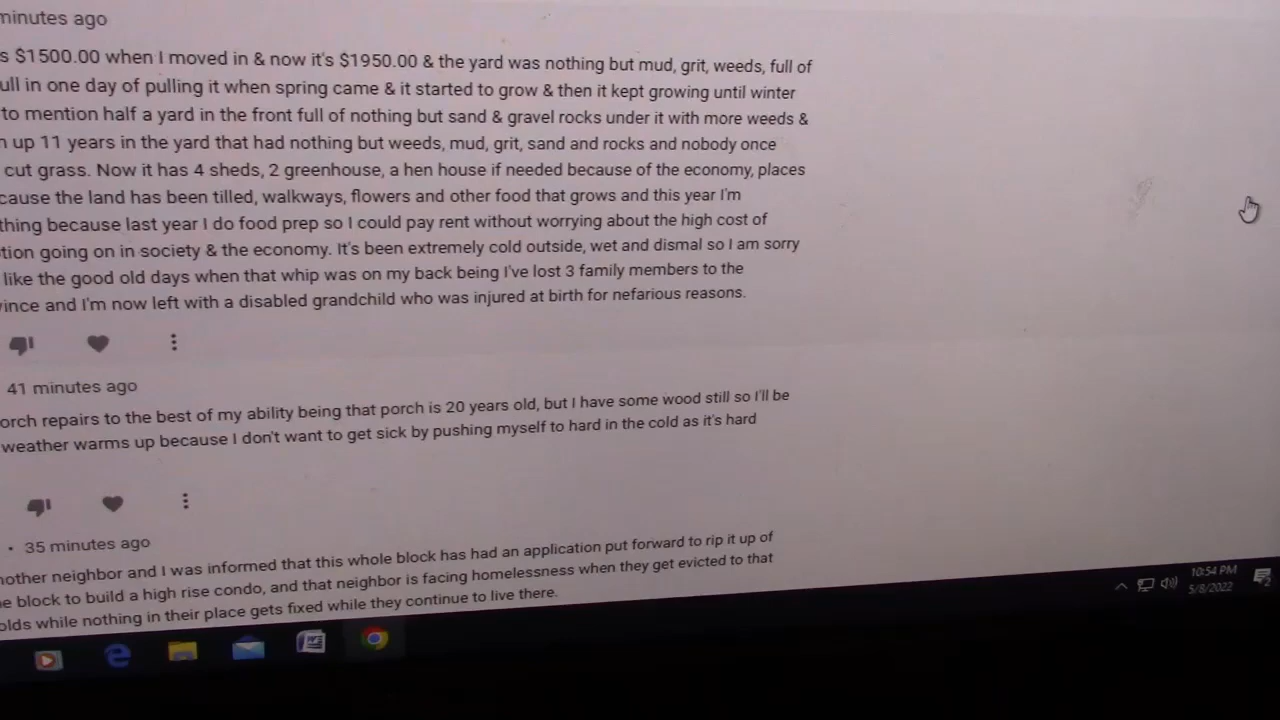 minutes ago
s $1500.00 when I moved in & now it's $1950.00 & the yard was nothing but mud, grit, weeds, full of
ull in one day of pulling it when spring came & it started to grow & then it kept growing until winter
to mention half a yard in the front full of nothing but sand & gravel rocks under it with more weeds &
n up 11 years in the yard that had nothing but weeds, mud, grit, sand and rocks and nobody once
cut grass. Now it has 4 sheds, 2 greenhouse, a hen house if needed because of the economy, places
cause the land has been tilled, walkways, flowers and other food that grows and this year I'm
thing because last year I do food prep so I could pay rent without worrying about the high cost of
tion going on in society & the economy. It's been extremely cold outside, wet and dismal so I am sorry
like the good old days when that whip was on my back being I've lost 3 family members to the
vince and I'm now left with a disabled grandchild who was injured at birth for nefarious reasons.
41 minutes ago
orch repairs to the best of my ability being that porch is 20 years old, but I have some wood still so I'll be
weather warms up because I don't want to get sick by pushing myself to hard in the cold as it's hard
• 35 minutes ago
nother neighbor and I was informed that this whole block has had an application put forward to rip it up of
e block to build a high rise condo, and that neighbor is facing homelessness when they get evicted to that
olds while nothing in their place gets fixed while they continue to live there.
10:54 PM
5/8/2022